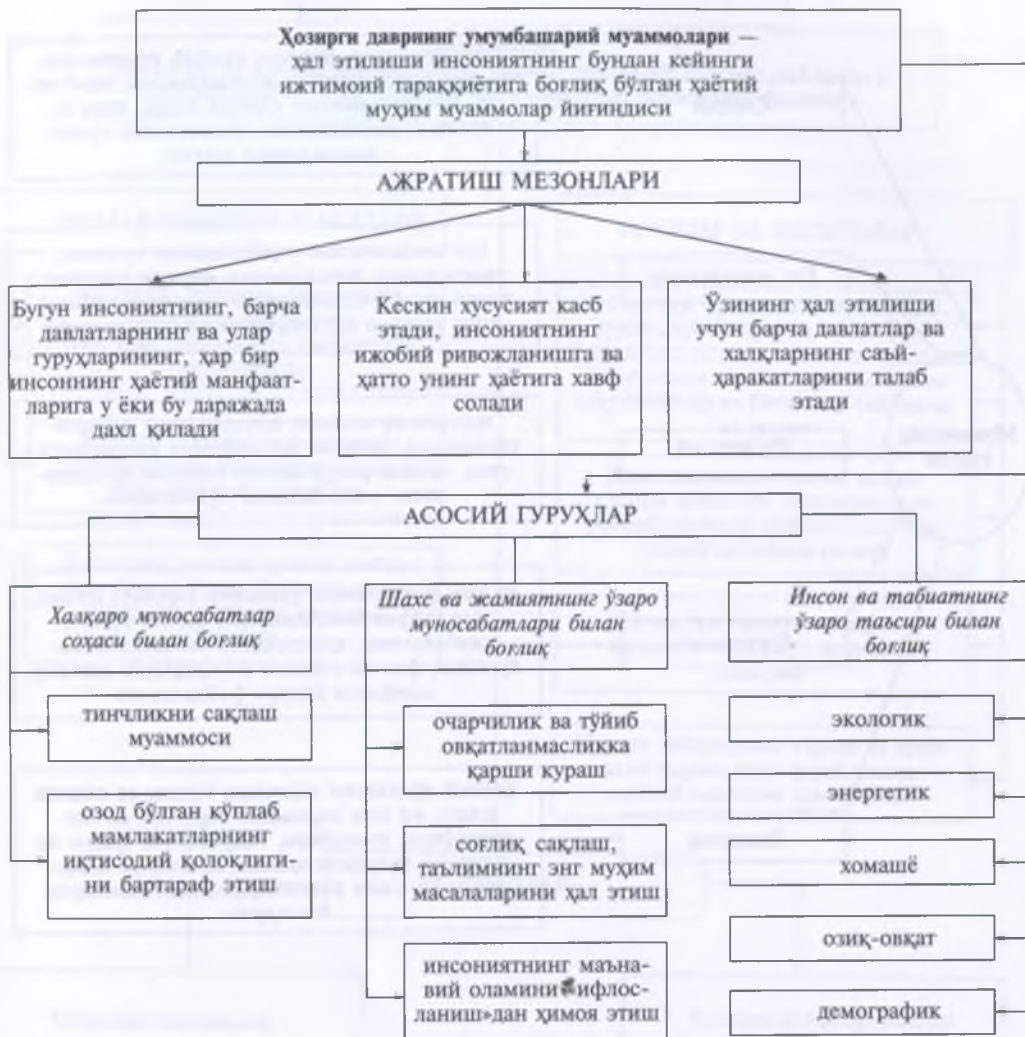 Ҳозирги даврнинг умумбашарий муаммолари —
ҳал этилиши инсониятнинг бундан кейинги
ижтимоий тараққиётига боғлиқ бўлган ҳаётий
муҳим муаммолар йиғиндиси
АЖРАТИШ МЕЗОНЛАРИ
Бугун инсониятнинг, барча
давлатларнинг ва улар
гуруҳларининг, ҳар бир
инсоннинг ҳаётий манфаат-
ларига у ёки бу даражада
дахл қилади
Кескин хусусият касб
этади, инсониятнинг
ижобий ривожланишга ва
ҳатто унинг ҳаётига хавф
солади
Ўзининг ҳал этилиши
учун барча давлатлар ва
халқларнинг саъй-
ҳаракатларини талаб
этади
АСОСИЙ ГУРУҲЛАР
Халқаро муносабатлар
соҳаси билан боғлиқ
тинчликни сақлаш
муаммоси
озод бўлган кўплаб
мамлакатларнинг
иқтисодий қолоқлиги-
ни бартараф этиш
Шахс ва жамиятнинг ўзаро
муносабатлари билан
боғлиқ
очарчилик ва тўйиб
овқатланмасликка
қарши кураш
соғлиқ сақлаш,
таълимнинг энг муҳим
масалаларини ҳал этиш
инсониятнинг маъна-
вий оламини «ифлос-
ланиш»дан ҳимоя этиш
Инсон ва табиатнинг
ўзаро таъсири билан
боғлиқ
экологик
энергетик
хомашё
озиқ-овқат
демографик